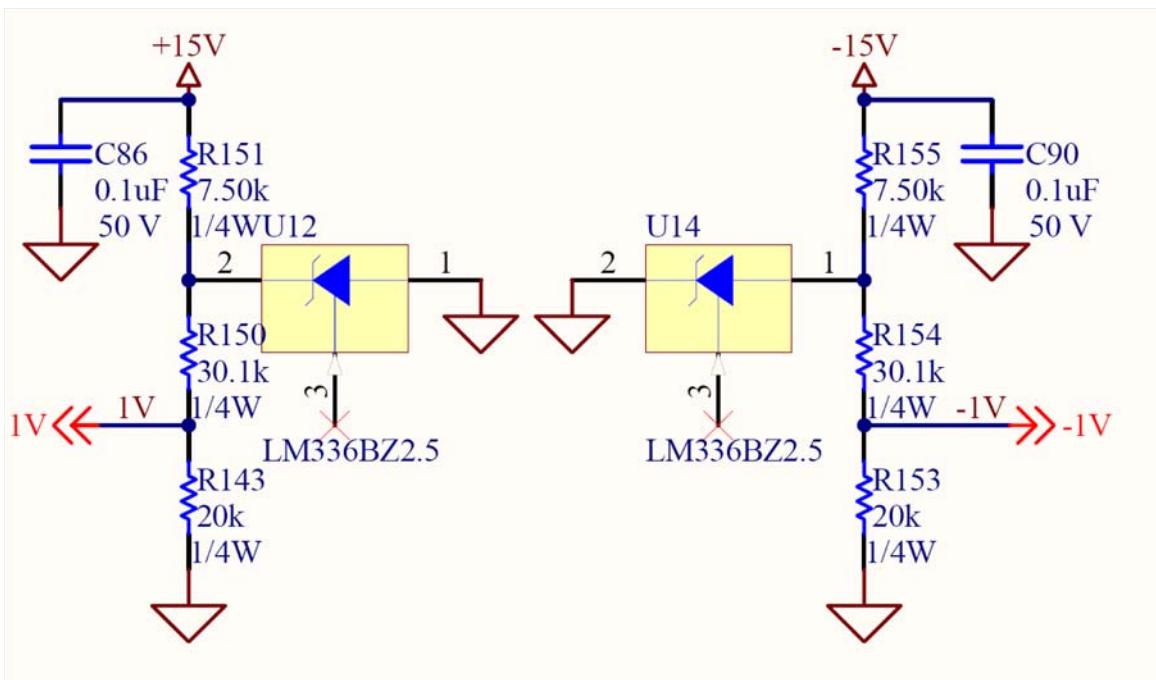 +15V
-15V
C86
0.1uF
50 V
R151
7.50k
1/4W
U12
2
1
R150
30.1k
1/4W
3
LM336BZ2.5
1V
1V
R143
20k
1/4W
U14
2
1
3
LM336BZ2.5
R155
7.50k
1/4W
C90
0.1uF
50 V
R154
30.1k
1/4W
-1V
-1V
R153
20k
1/4W